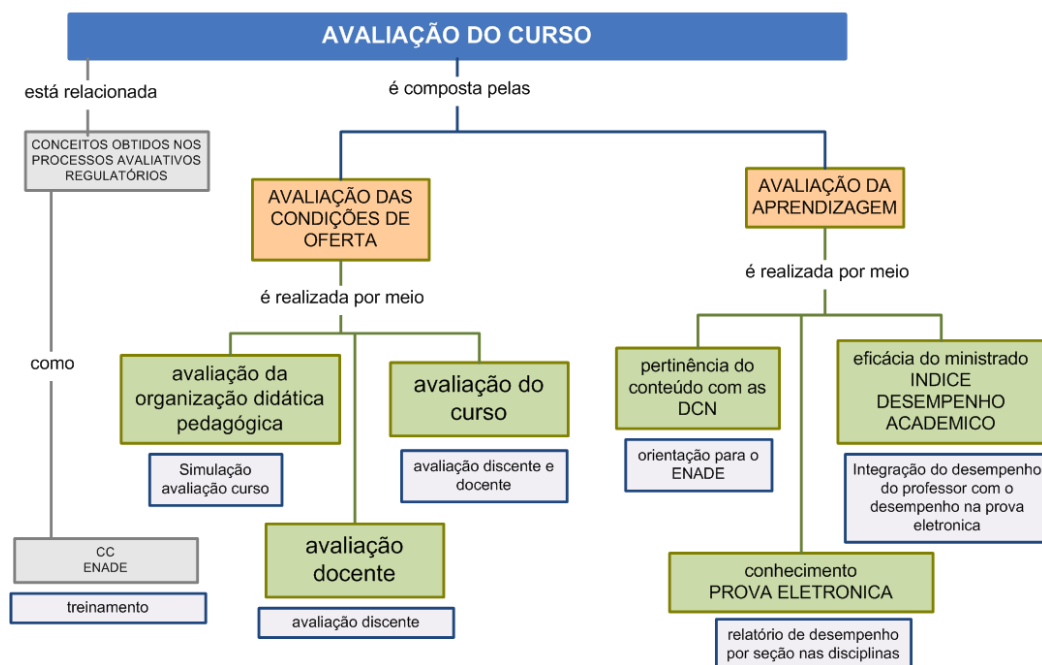 AVALIAÇÃO DO CURSO
está relacionada
é composta pelas
CONCEITOS OBTIDOS NOS
PROCESSOS AVALIATIVOS
REGULATÓRIOS
AVALIAÇÃO DAS
CONDIÇÕES DE
OFERTA
AVALIAÇÃO DA
APRENDIZAGEM
é realizada por meio
é realizada por meio
como
avaliação da
organização didática
pedagógica
Simulação
avaliação curso
avaliação do
curso
avaliação discente e
docente
pertinência do
conteúdo com as
DCN
orientação para o
ENADE
eficácia do ministrado
INDICE
DESEMPENHO
ACADEMICO
Integração do desempenho
do professor com o
desempenho na prova
eletronica
CC
ENADE
treinamento
avaliação
docente
avaliação discente
conhecimento
PROVA ELETRONICA
relatório de desempenho
por seção nas disciplinas